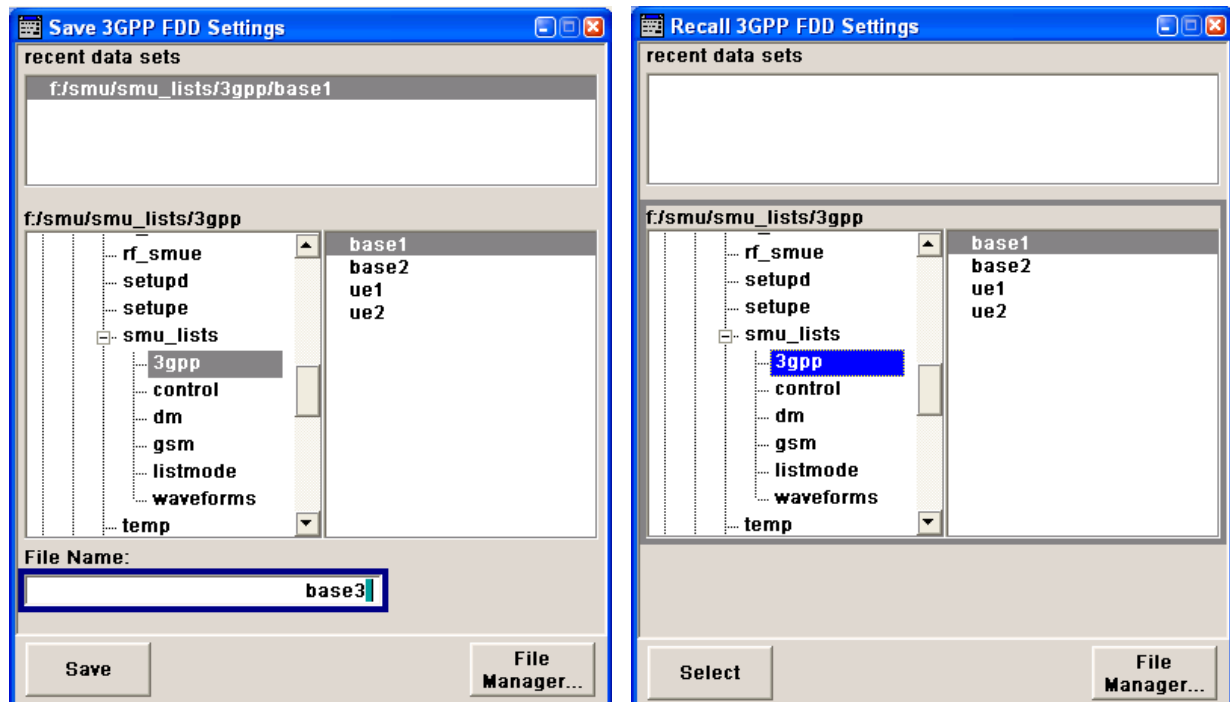 Save 3GPP FDD Settings
recent data sets
f:/smu/smu_lists/3gpp/base1
f:/smu/smu_lists/3gpp
rf_smue
setupd
setupe
smu_lists
3gpp
control
dm
gsm
listmode
waveforms
temp
base1
base2
ue1
ue2
File Name:
base3
Save
File
Manager...
Recall 3GPP FDD Settings
recent data sets
f:/smu/smu_lists/3gpp
rf_smue
setupd
setupe
smu_lists
3gpp
control
dm
gsm
listmode
waveforms
temp
base1
base2
ue1
ue2
Select
File
Manager...